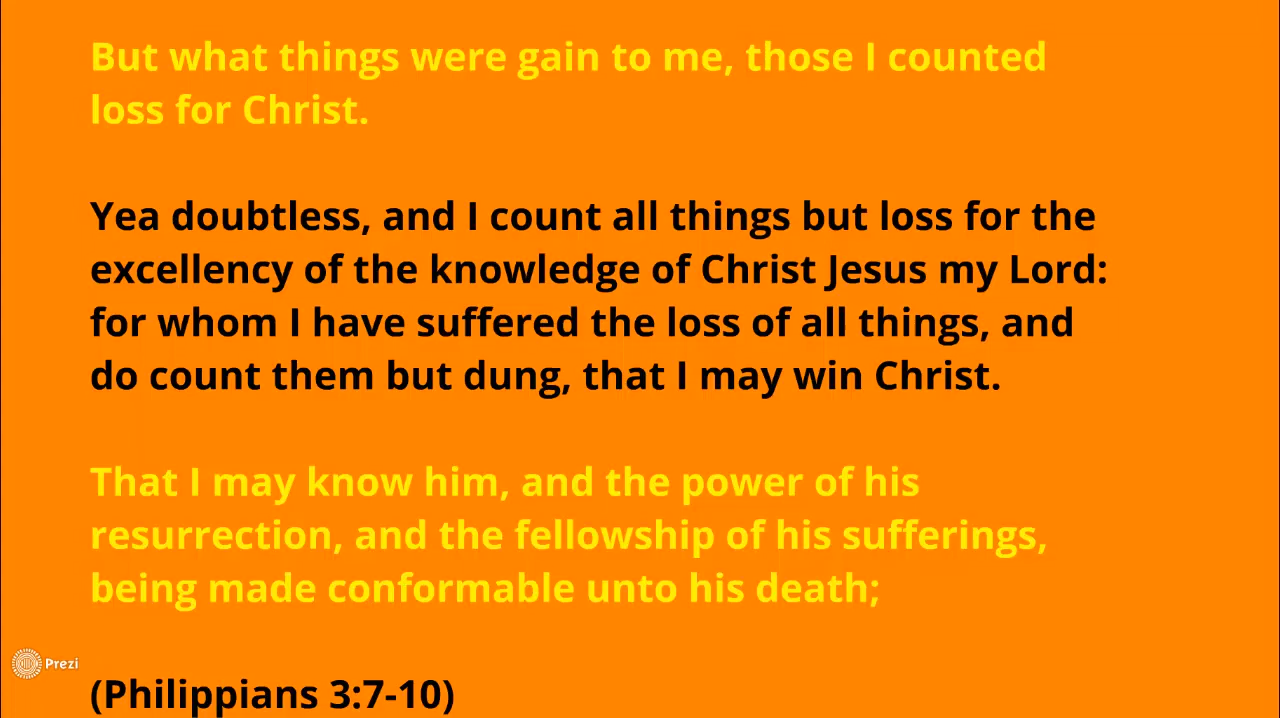 But what things were gain to me, those I counted
loss for Christ.
Yea doubtless, and I count all things but loss for the
excellency of the knowledge of Christ Jesus my Lord:
for whom I have suffered the loss of all things, and
do count them but dung, that I may win Christ.
That I may know him, and the power of his
resurrection, and the fellowship of his sufferings,
being made conformable unto his death;
Prezi
(Philippians 3:7-10)